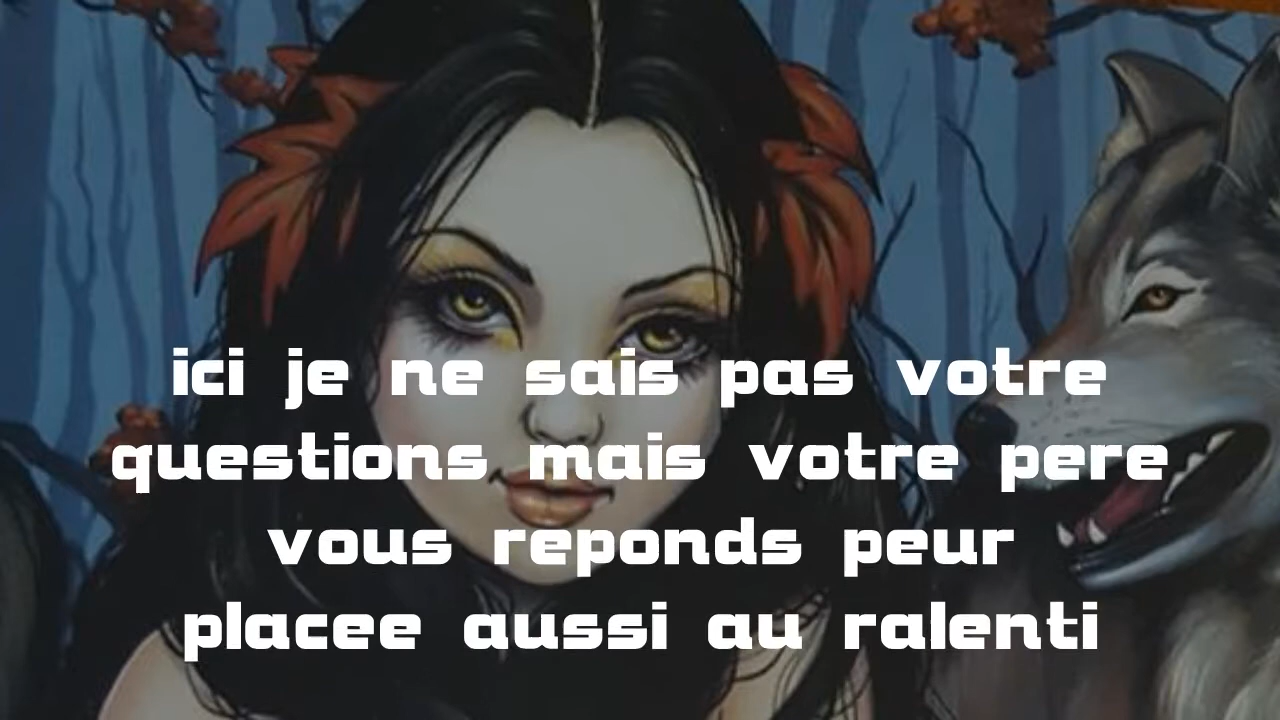 ici je ne sais pas votre
questions mais votre pere
vous reponds peur
placee aussi au ralenti